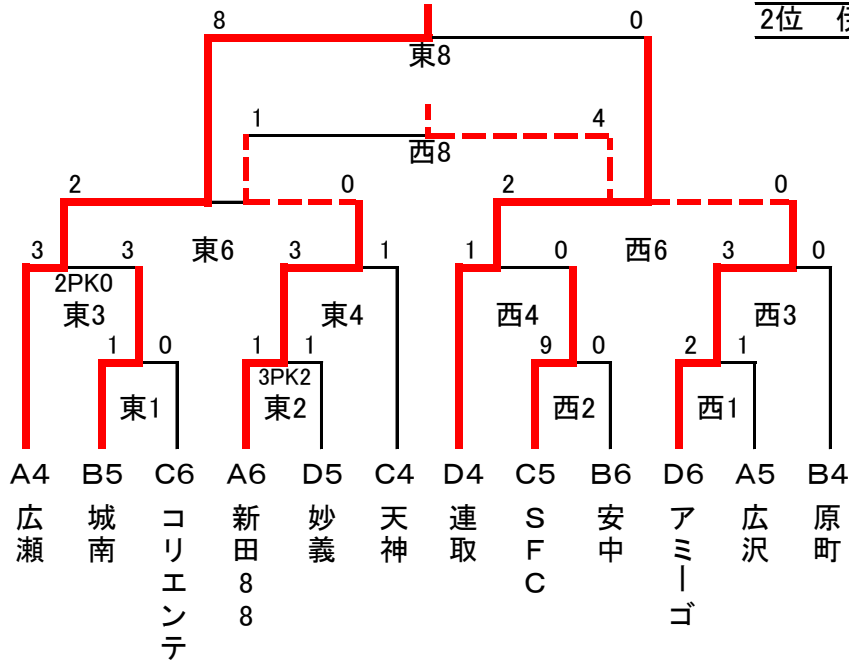 8 0
2位
東8
1 4
西8
2 0 2 0
東6 西6
3 3 3 1 1 0 3 0
2PK0
東3 東4 西4 西3
1 0 1 1 9 0 2 1
3PK2
東1 東2 西2 西1
A4 B5 C6 A6 D5 C4 D4 C5 B6 D6 A5 B4
広瀬
城南
コリエンテ
新田88
妙義
天神
連取
SFC
安中
アミーゴ
広沢
原町